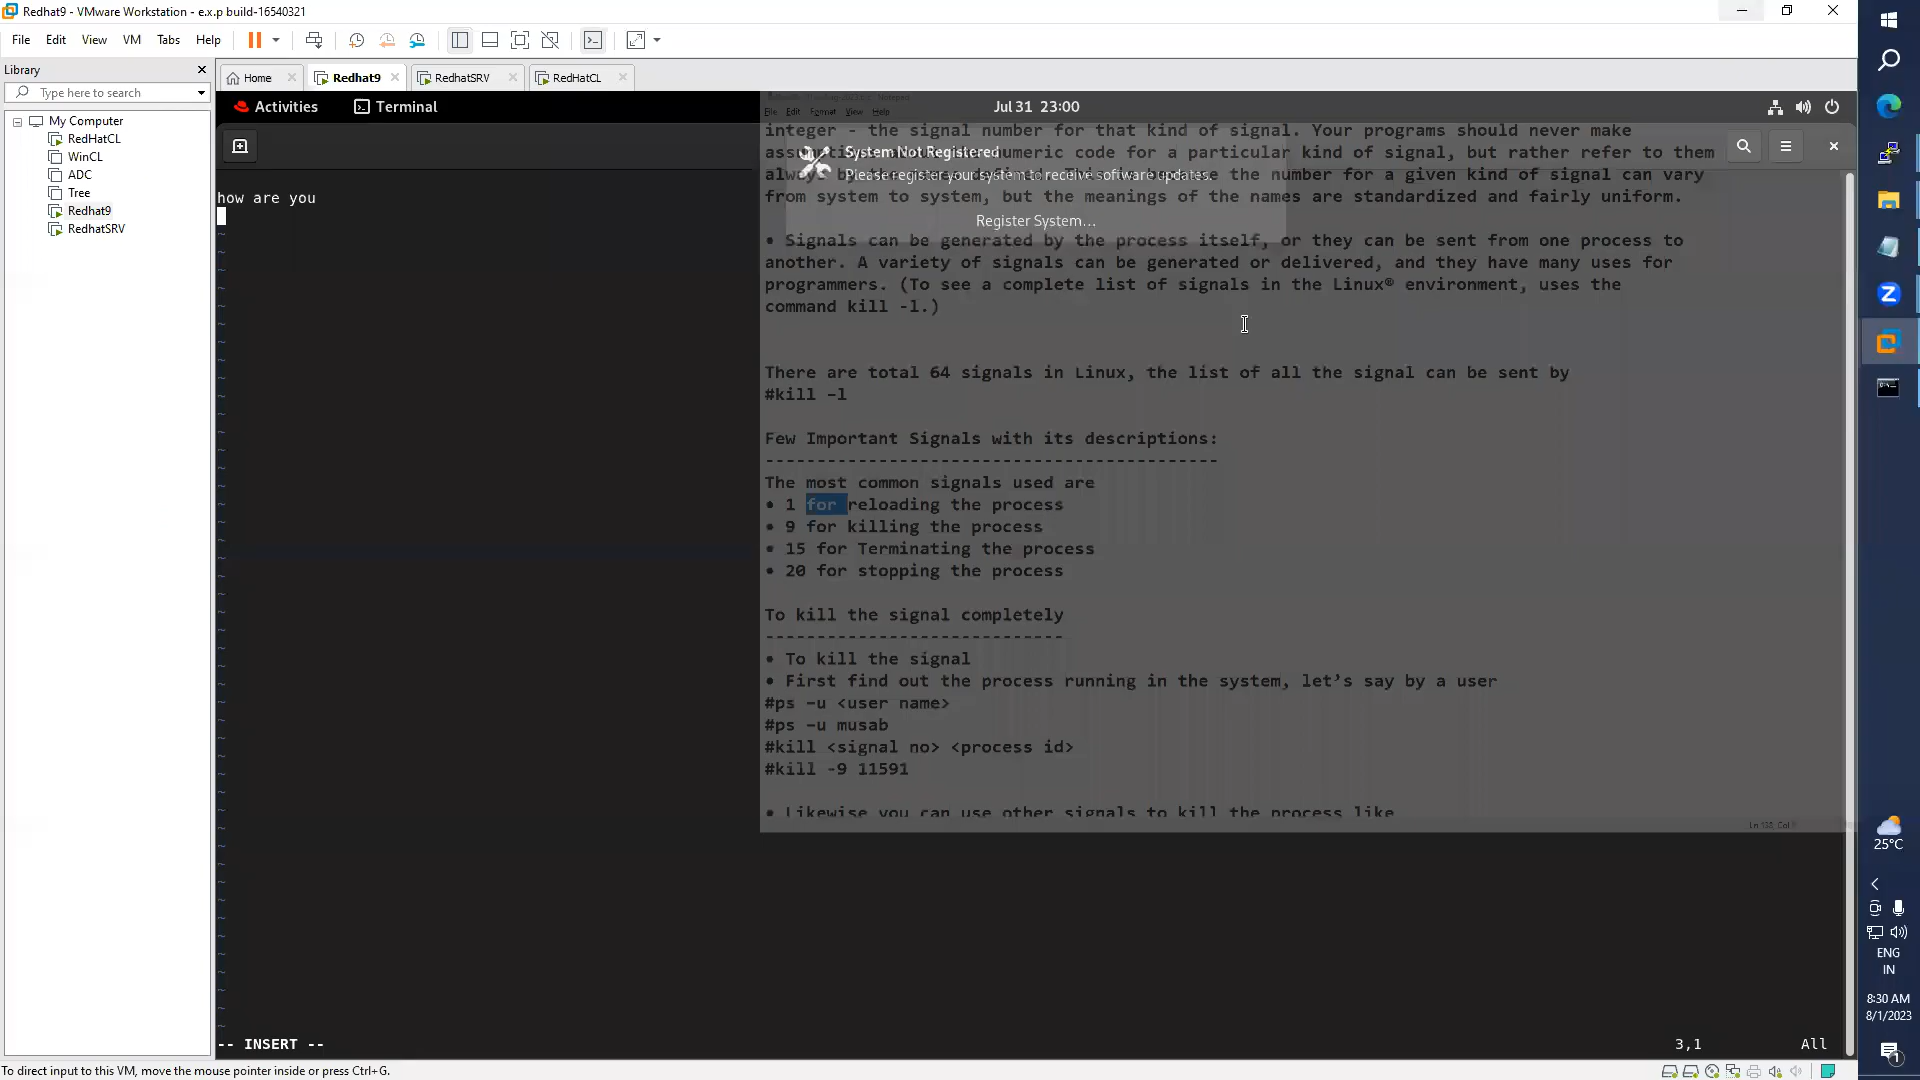 Redhat9 - VMware Workstation - e.x.p build-16540321
File Edit View VM Tabs Help
Library
Type here to search
My Computer
RedHatCL
WinCL
ADC
Tree
Redhat9
RedhatSRV
Home Redhat9 RedhatSRV RedHatCL
Activities Terminal Jul 31 23:00
File Edit Format View Help
how are you
System Not Registered
Please register your system to receive software updates.
Register System...
integer - the signal number for that kind of signal. Your programs should never make
numeric code for a particular kind of signal, but rather refer to them
always by the the number for a given kind of signal can vary
from system to system, but the meanings of the names are standardized and fairly uniform.
• Signals can be generated by the process itself, or they can be sent from one process to
another. A variety of signals can be generated or delivered, and they have many uses for
programmers. (To see a complete list of signals in the Linux® environment, uses the
command kill -l.)
There are total 64 signals in Linux, the list of all the signal can be sent by
#kill –l
Few Important Signals with its descriptions:
--------------------------------------------
The most common signals used are
• 1 for reloading the process
• 9 for killing the process
• 15 for Terminating the process
• 20 for stopping the process
To kill the signal completely
-----------------------------
• To kill the signal
• First find out the process running in the system, let’s say by a user
#ps –u <user name>
#ps –u musab
#kill <signal no> <process id>
#kill -9 11591
• Likewise you can use other signals to kill the process like
-- INSERT --
3,1 All
To direct input to this VM, move the mouse pointer inside or press Ctrl+G.
25°C
ENG
IN
8:30 AM
8/1/2023
1